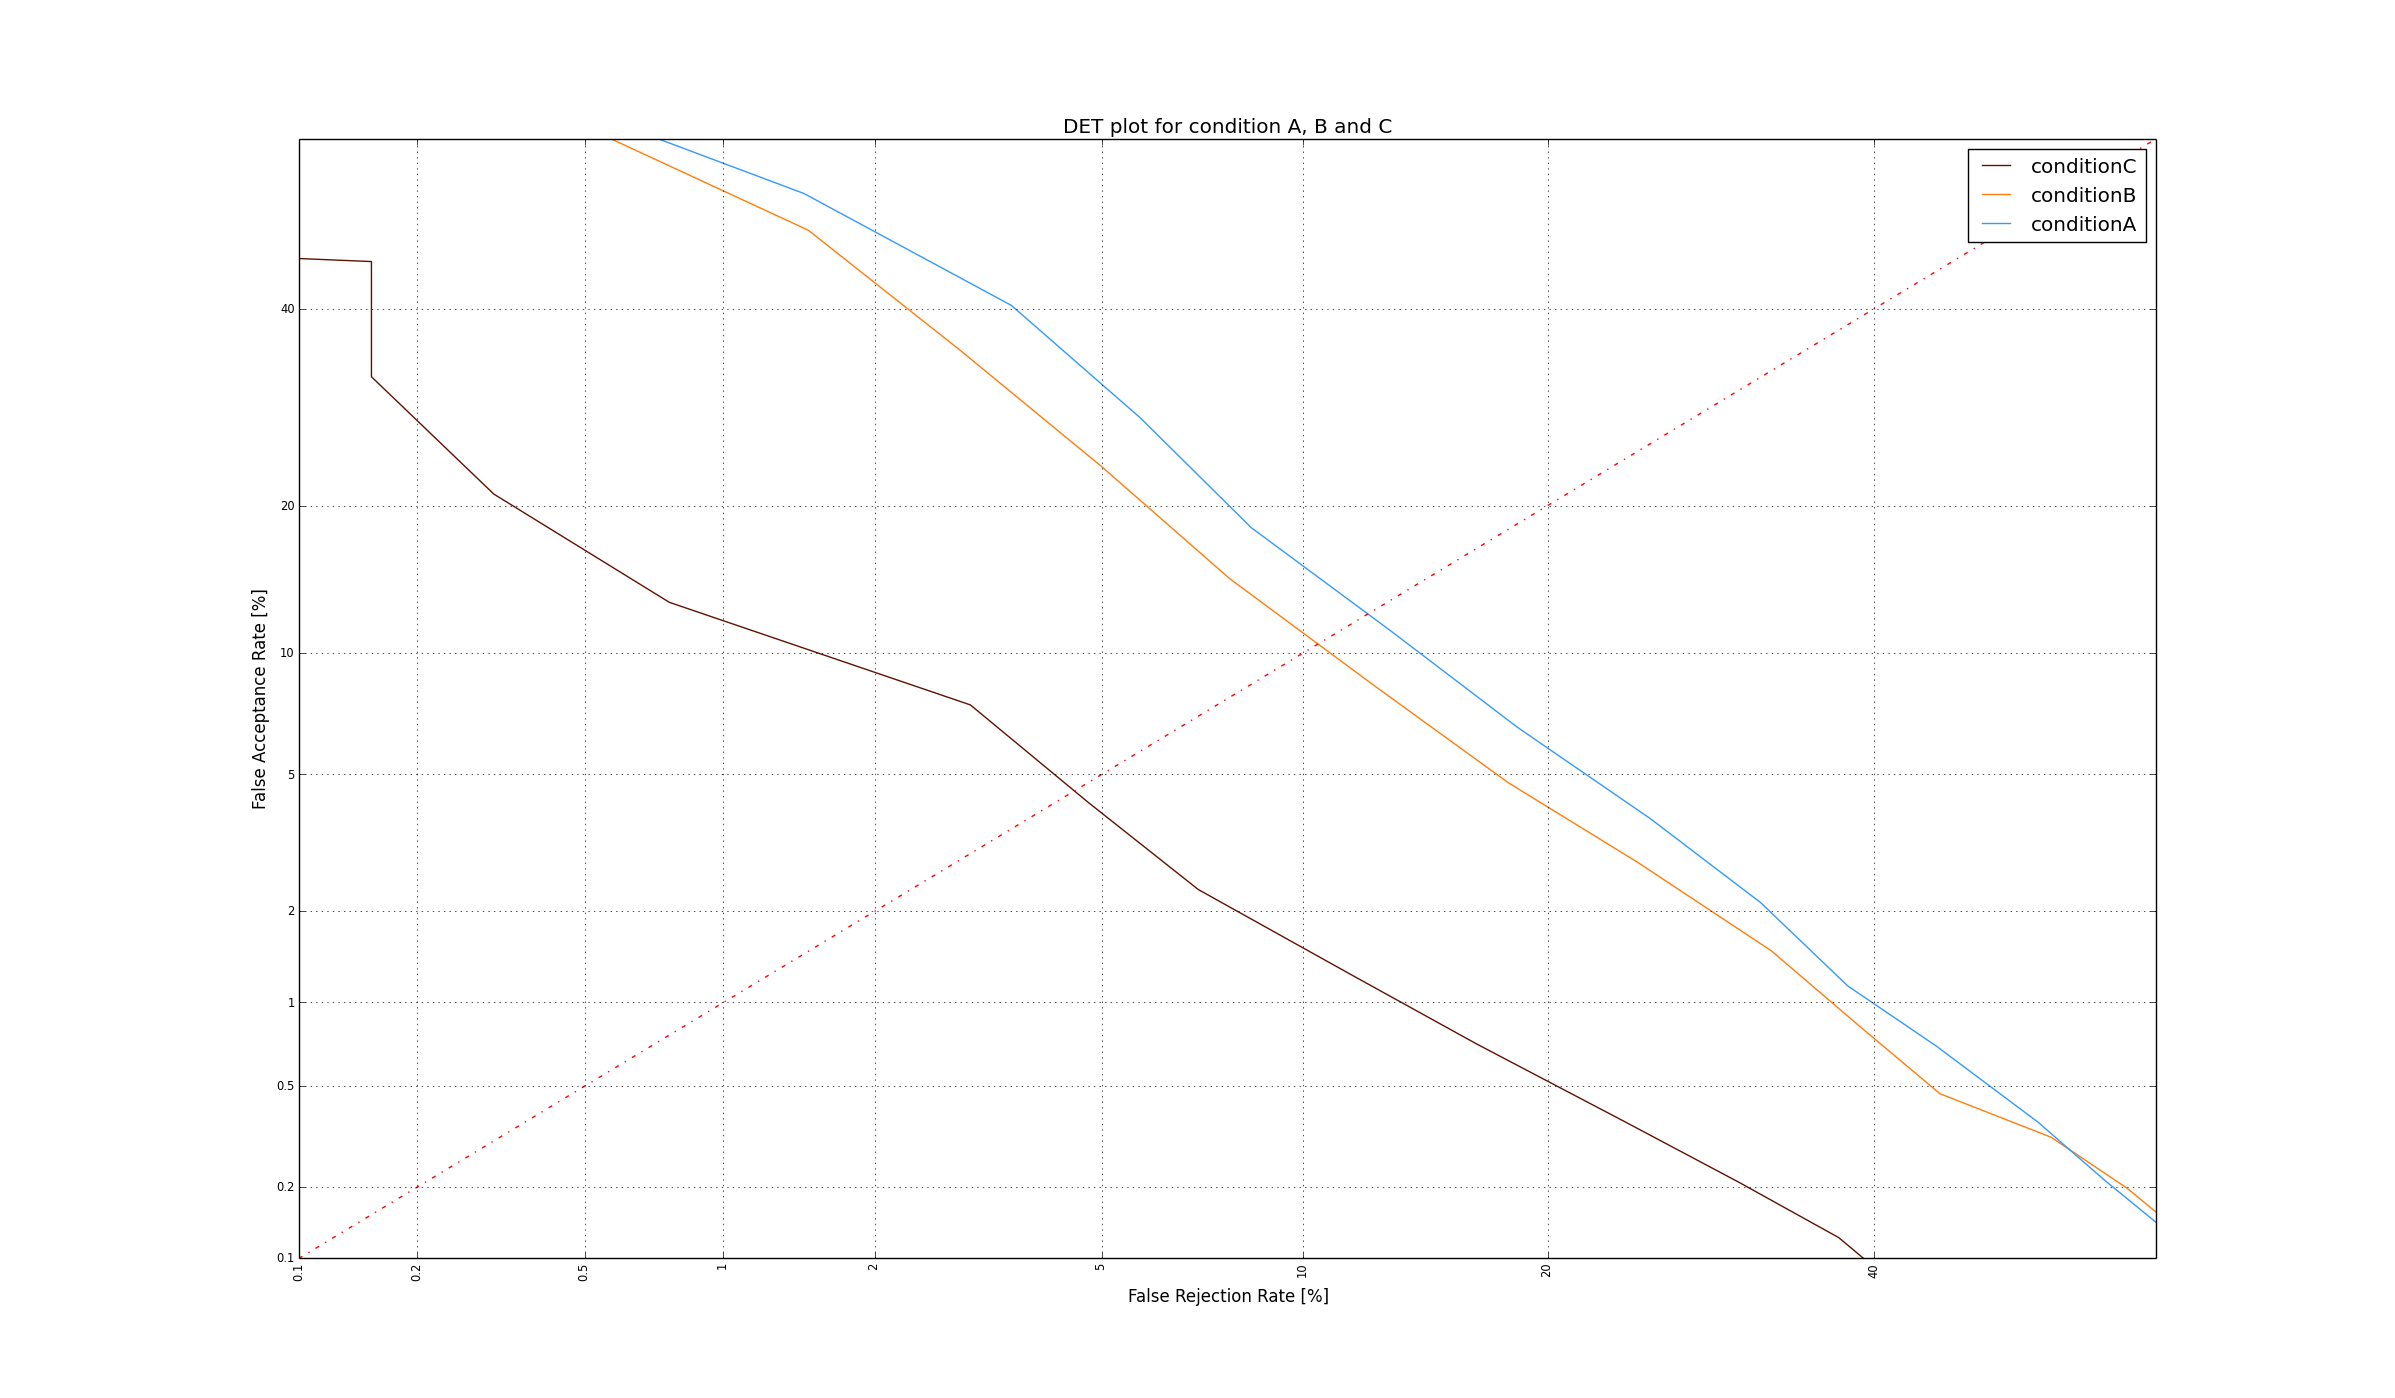 DET plot for condition A, B and C
conditionC
conditionB
conditionA
False Acceptance Rate [%]
40
20
10
5
2
1
0.5
0.2
0.1
0.1 0.2 0.5 1 2 5 10 20 40
False Rejection Rate [%]